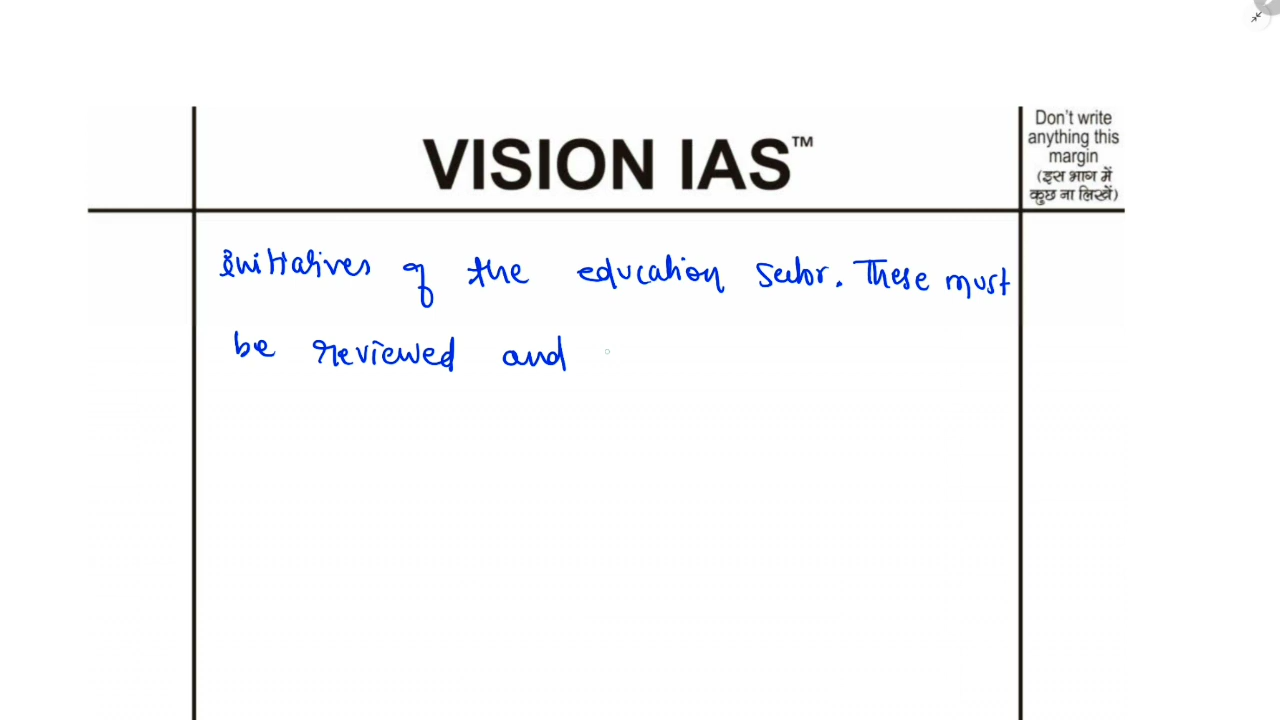 VISION IAS™
Don't write
anything this
margin
(इस भाग में
कुछ ना लिखें)
initiatives of the education sector. These must
be reviewed and